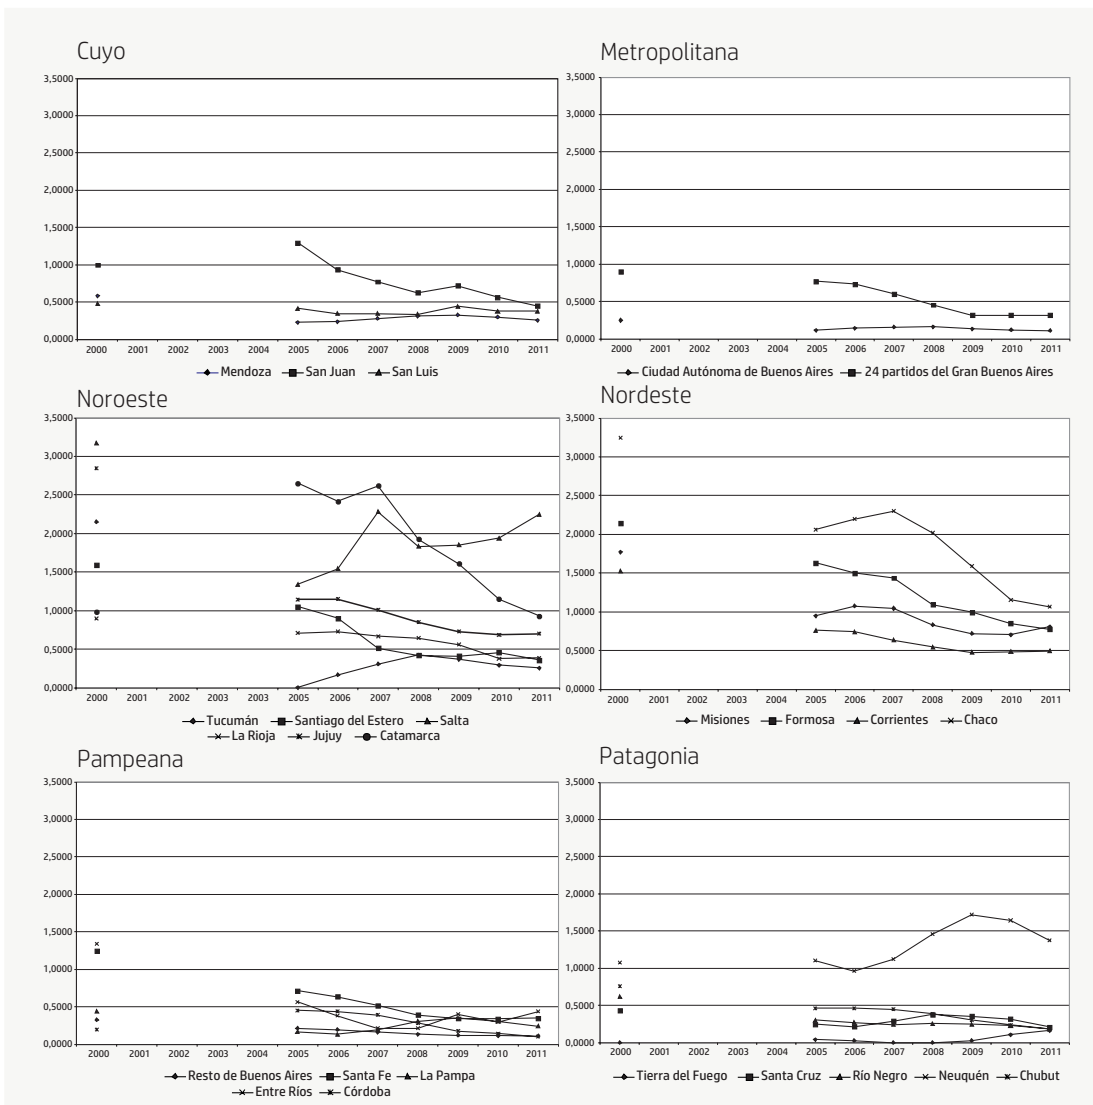 Cuyo
3,5000
3,0000
2,5000
2,0000
1,5000
1,0000
0,5000
0,0000
2000 2001 2002 2003 2004 2005 2006 2007 2008 2009 2010 2011
Mendoza San Juan San Luis
Metropolitana
3,5000
3,0000
2,5000
2,0000
1,5000
1,0000
0,5000
0,0000
2000 2001 2002 2003 2004 2005 2006 2007 2008 2009 2010 2011
Ciudad Autónoma de Buenos Aires 24 partidos del Gran Buenos Aires
Noroeste
3,5000
3,0000
2,5000
2,0000
1,5000
1,0000
0,5000
0,0000
2000 2001 2002 2003 2003 2005 2006 2007 2008 2009 2010 2011
Tucumán Santiago del Estero Salta
La Rioja Jujuy Catamarca
Nordeste
3,5000
3,0000
2,5000
2,0000
1,5000
1,0000
0,5000
0,0000
2000 2001 2002 2003 2004 2005 2006 2007 2008 2009 2010 2011
Misiones Formosa Corrientes Chaco
Pampeana
3,5000
3,0000
2,5000
2,0000
1,5000
1,0000
0,5000
0,0000
2000 2001 2002 2003 2004 2005 2006 2007 2008 2009 2010 2011
Resto de Buenos Aires Santa Fe La Pampa
Entre Ríos Córdoba
Patagonia
3,5000
3,0000
2,5000
2,0000
1,5000
1,0000
0,5000
0,0000
2000 2001 2002 2003 2004 2005 2006 2007 2008 2009 2010 2011
Tierra del Fuego Santa Cruz Río Negro Neuquén Chubut